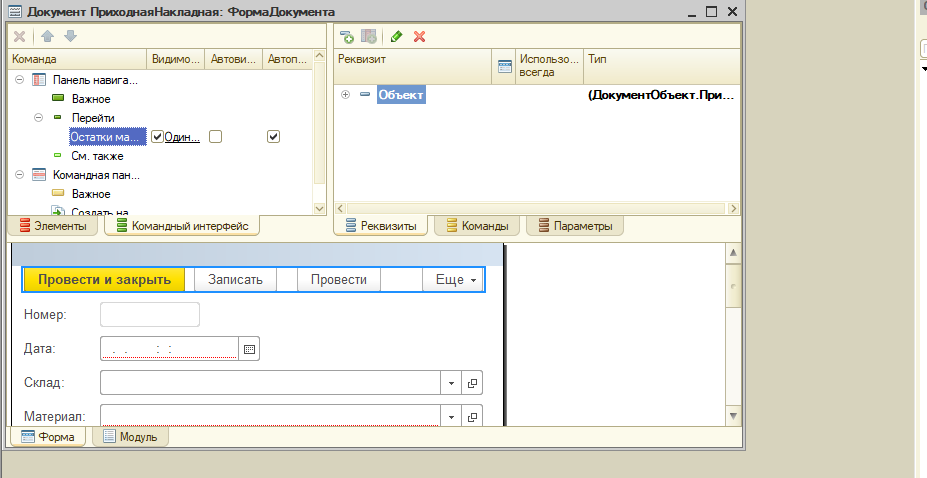 Документ ПриходнаяНакладная: ФормаДокумента
Команда Видимо... Автови... Автоп...
Панель навига...
Важное
Перейти
Остатки ма... Один...
См. также
Командная пан...
Важное
Создать на
Элементы Командный интерфейс
Реквизит Использо... всегда Тип
Объект (ДокументОбъект.При...
Реквизиты Команды Параметры
Провести и закрыть Записать Провести Еще
Номер:
Дата: . . : :
Склад:
Материал:
Форма Модуль